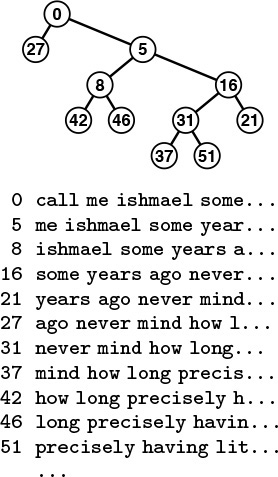 0
27 5
8 16
42 46 31 21
37 51
0 call me ishmael some...
5 me ishmael some year...
8 ishmael some years a...
16 some years ago never...
21 years ago never mind...
27 ago never mind how l...
31 never mind how long...
37 mind how long precis...
42 how long precisely h...
46 long precisely havin...
51 precisely having lit...
...